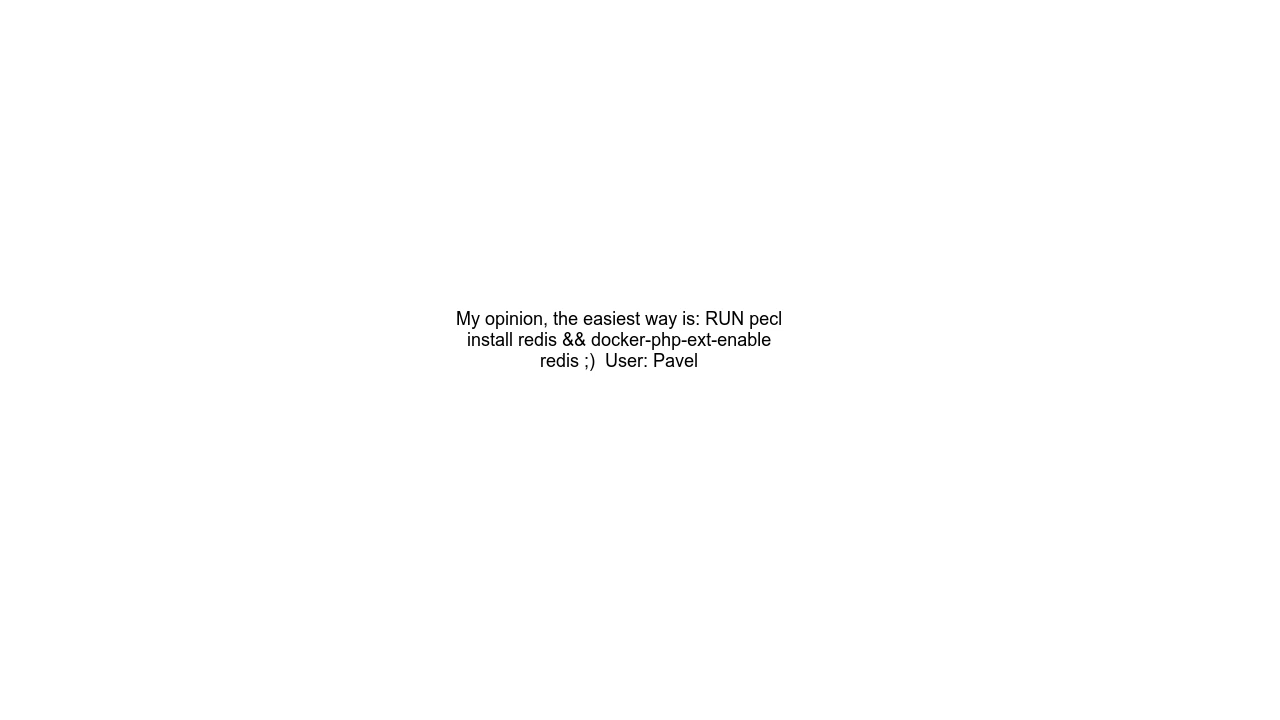 My opinion, the easiest way is: RUN pecl
install redis && docker-php-ext-enable
redis ;)  User: Pavel